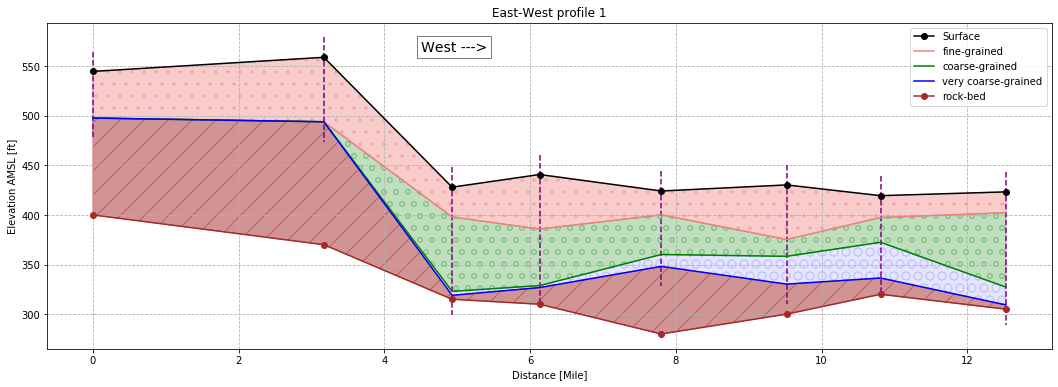 East-West profile 1
West --->
Surface
fine-grained
coarse-grained
very coarse-grained
rock-bed
Elevation AMSL [ft]
550
500
450
400
350
300
0 2 4 6 8 10 12
Distance [Mile]